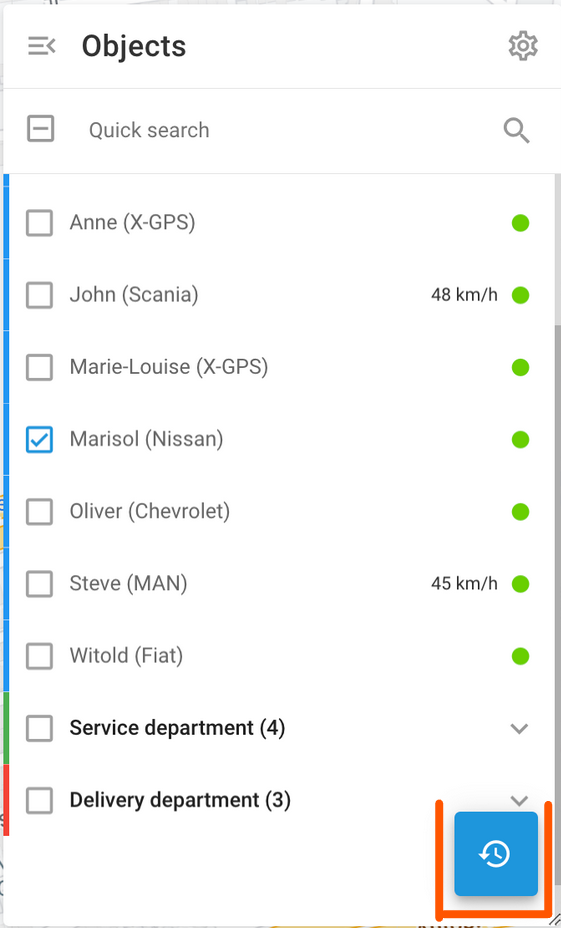 Objects
Quick search
Anne (X-GPS)
John (Scania) 48 km/h
Marie-Louise (X-GPS)
Marisol (Nissan)
Oliver (Chevrolet)
Steve (MAN) 45 km/h
Witold (Fiat)
Service department (4)
Delivery department (3)